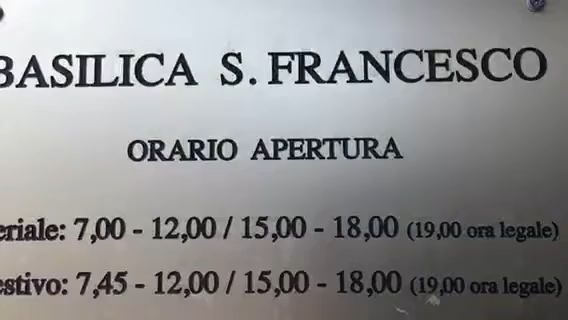 BASILICA S. FRANCESCO
ORARIO APERTURA
eriale: 7,00 - 12,00 / 15,00 - 18,00 (19,00 ora legale)
estivo: 7,45 - 12,00 / 15,00 - 18,00 (19,00 ora legale)